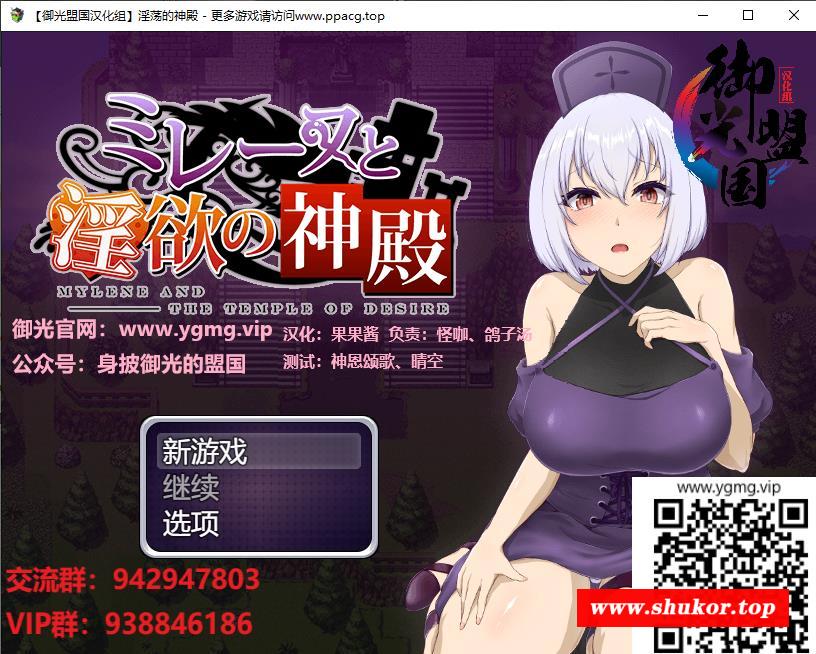 【御光盟国汉化组】淫荡的神殿 - 更多游戏请访问www.ppacg.top
御光盟国
汉化组
ミレーヌと
淫欲の神殿
MYLENE AND
THE TEMPLE OF DESIRE
御光官网：www.ygmg.vip
汉化：果果酱 负责：怪咖、鸽子汤
公众号：身披御光的盟国
测试：神恩颂歌、晴空
新游戏
继续
选项
www.ygmg.vip
交流群：942947803
www.shukor.top
VIP群：938846186